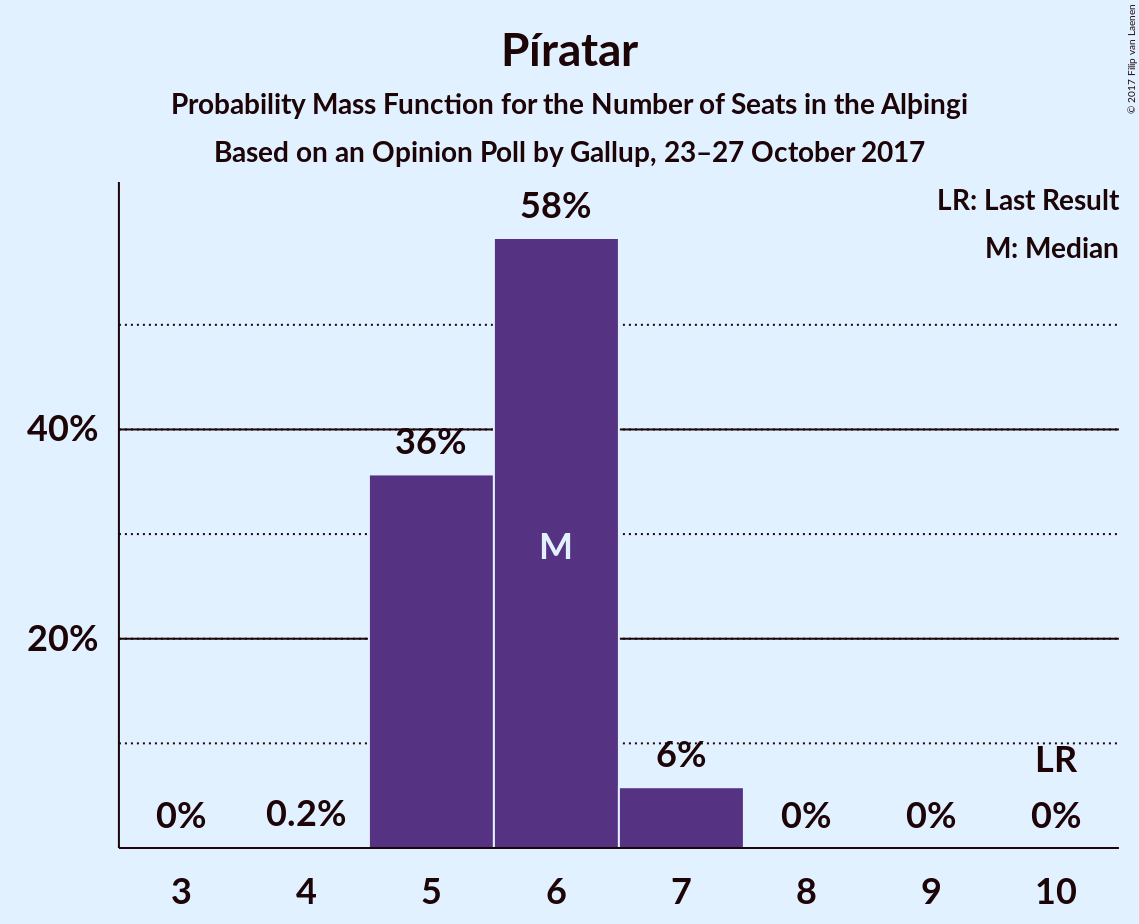 Píratar
Probability Mass Function for the Number of Seats in the Alþingi
Based on an Opinion Poll by Gallup, 23–27 October 2017
© 2017 Filip van Laenen
LR: Last Result
M: Median
58%
40%
36%
M
20%
6%
LR
0%
0.2%
0%
0%
0%
3
4
5
6
7
8
9
10